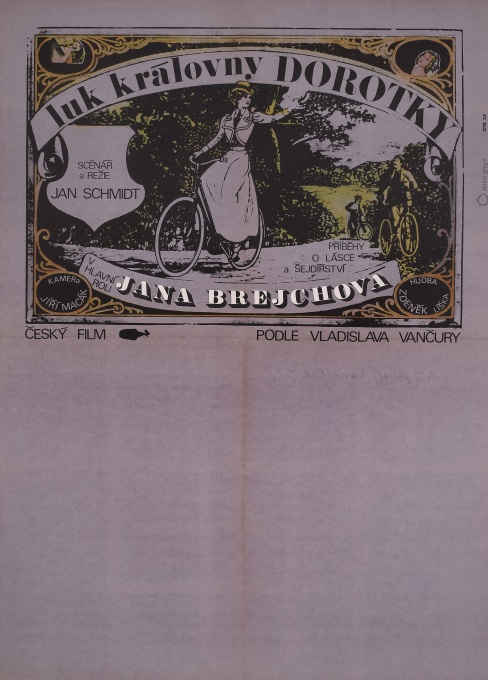 luk královny DOROTKY
SCÉNÁŘ
a REŽIE
JAN SCHMIDT
PŘÍBĚHY
O LÁSCE
a ŠEJDÍŘSTVÍ
V HLAVNÍ ROLI
JANA BREJCHOVÁ
KAMERa
JIŘÍ MACÁK
HUDBA
ZDENĚK LIŠKA
ČESKÝ FILM
PODLE VLADISLAVA VANČURY